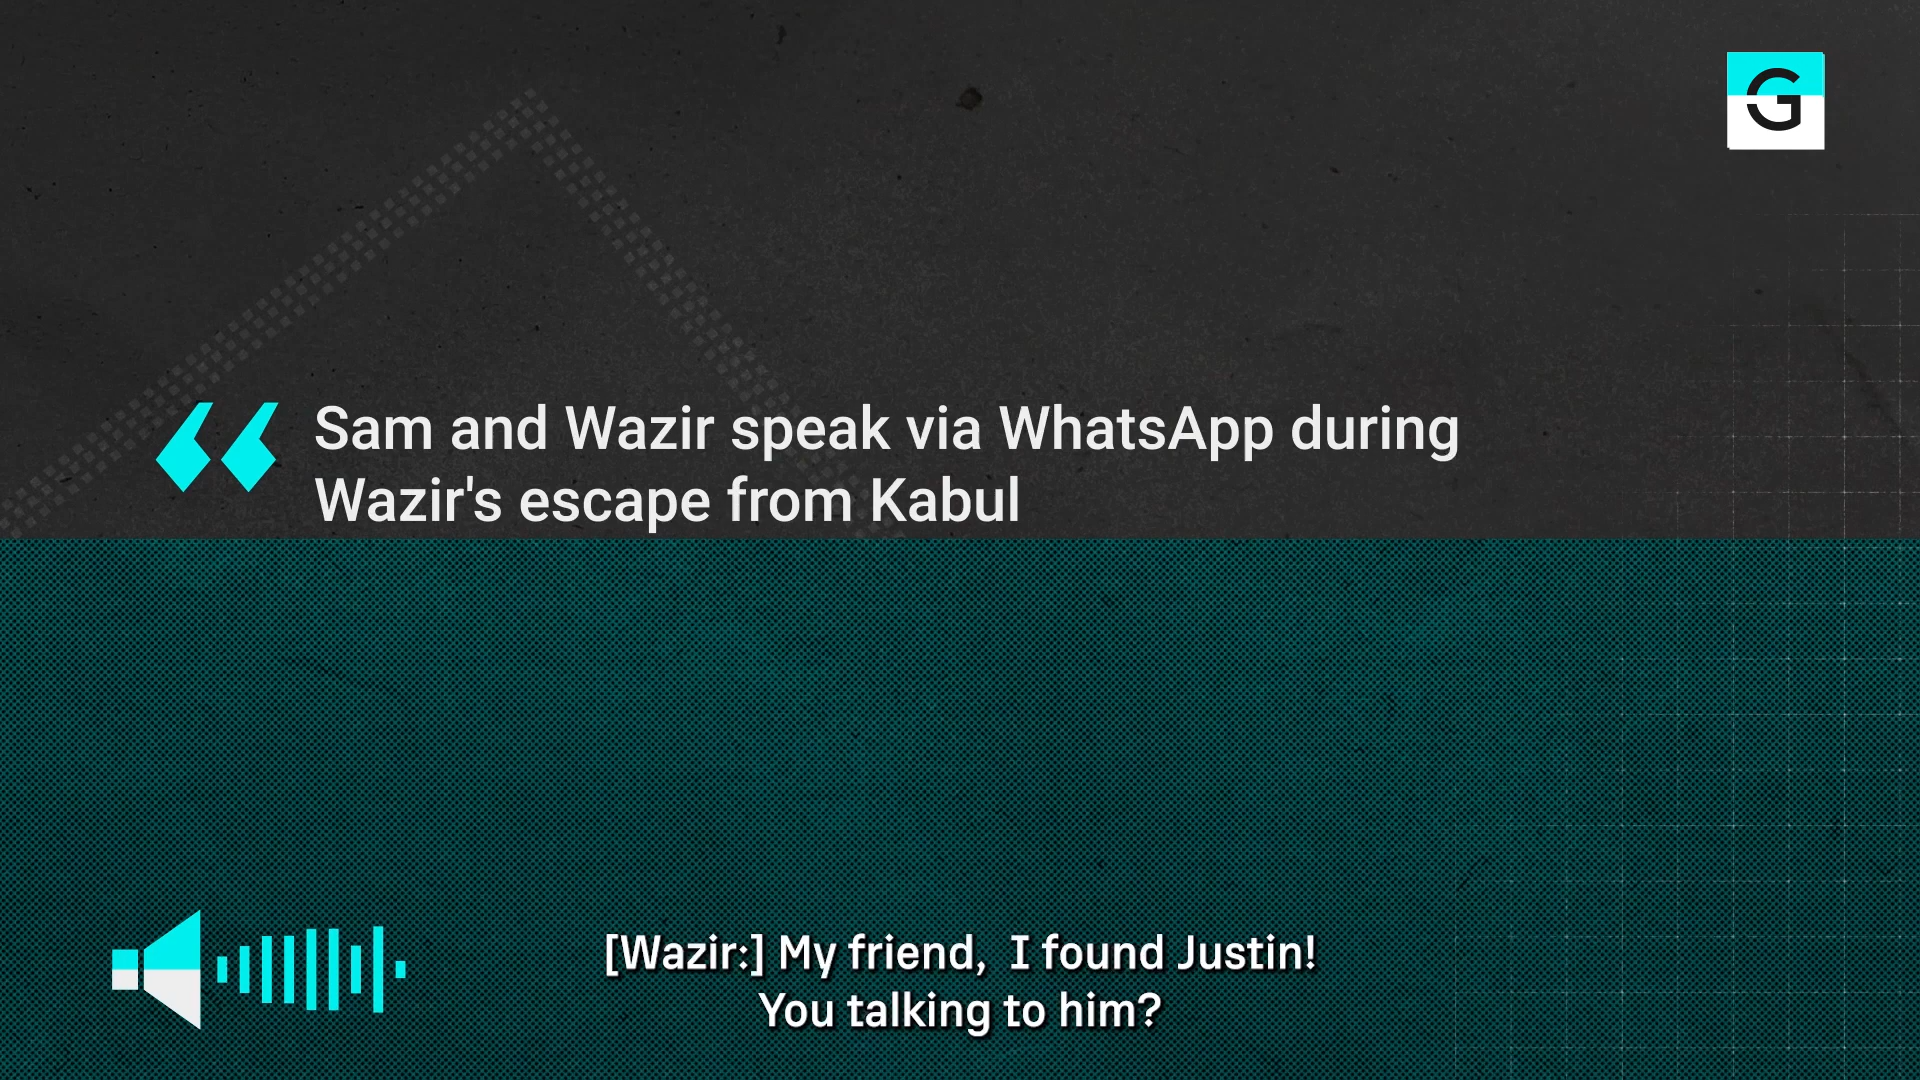 G
Sam and Wazir speak via WhatsApp during
Wazir's escape from Kabul
[Wazir:] My friend,  I found Justin!
You talking to him?